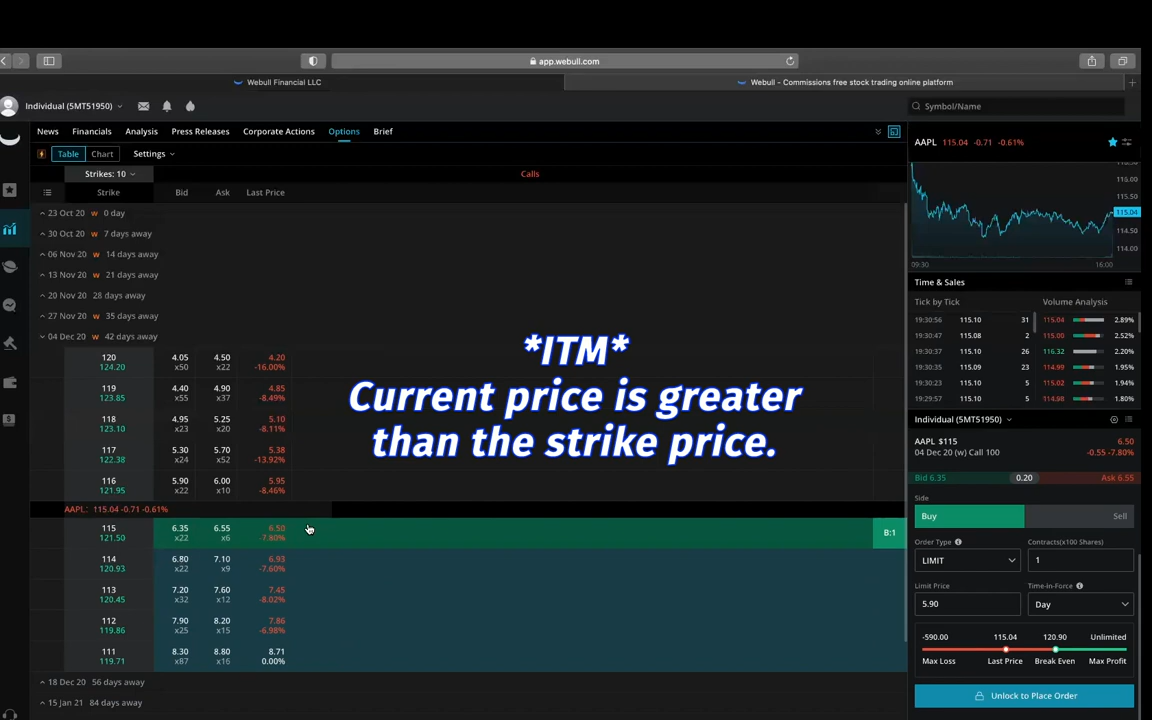 app.webull.com
Webull Financial LLC
Webull - Commissions free stock trading online platform
Individual (5MT51950)
Symbol/Name
News Financials Analysis Press Releases Corporate Actions Options Brief
AAPL 115.04 -0.71 -0.61%
Table Chart Settings
Strikes: 10
Calls
Strike Bid Ask Last Price
23 Oct 20 w 0 day
30 Oct 20 w 7 days away
06 Nov 20 w 14 days away
13 Nov 20 w 21 days away
20 Nov 20 28 days away
27 Nov 20 w 35 days away
04 Dec 20 w 42 days away
120 4.05 4.50 4.20
124.20 x50 x22 -16.00%
119 4.40 4.90 4.85
123.85 x55 x37 -8.49%
118 4.95 5.25 5.10
123.10 x23 x20 -8.11%
117 5.30 5.70 5.38
122.38 x24 x52 -13.92%
116 5.90 6.00 5.95
121.95 x22 x10 -8.46%
AAPL: 115.04 -0.71 -0.61%
115 6.35 6.55 6.50
121.50 x22 x6 -7.80%
B:1
114 6.80 7.10 6.93
120.93 x22 x9 -7.60%
113 7.20 7.60 7.45
120.45 x32 x12 -8.02%
112 7.90 8.20 7.86
119.86 x25 x15 -6.98%
111 8.30 8.80 8.71
119.71 x87 x16 0.00%
18 Dec 20 56 days away
15 Jan 21 84 days away
*ITM*
Current price is greater
than the strike price.
116.00
115.50
115.04
114.50
114.00
09:30 16:00
Time & Sales
Tick by Tick Volume Analysis
19:30:56 115.10 31 115.04 2.89%
19:30:47 115.08 2 115.00 2.52%
19:30:37 115.10 26 116.32 2.20%
19:30:35 115.09 23 114.99 1.95%
19:30:23 115.10 5 115.02 1.94%
19:29:57 115.10 5 114.98 1.80%
Individual (5MT51950)
AAPL $115 6.50
04 Dec 20 (w) Call 100 -0.55 -7.80%
Bid 6.35 0.20 Ask 6.55
Side
Buy Sell
Order Type Contracts(x100 Shares)
LIMIT 1
Limit Price Time-in-Force
5.90 Day
-590.00 115.04 120.90 Unlimited
Max Loss Last Price Break Even Max Profit
Unlock to Place Order